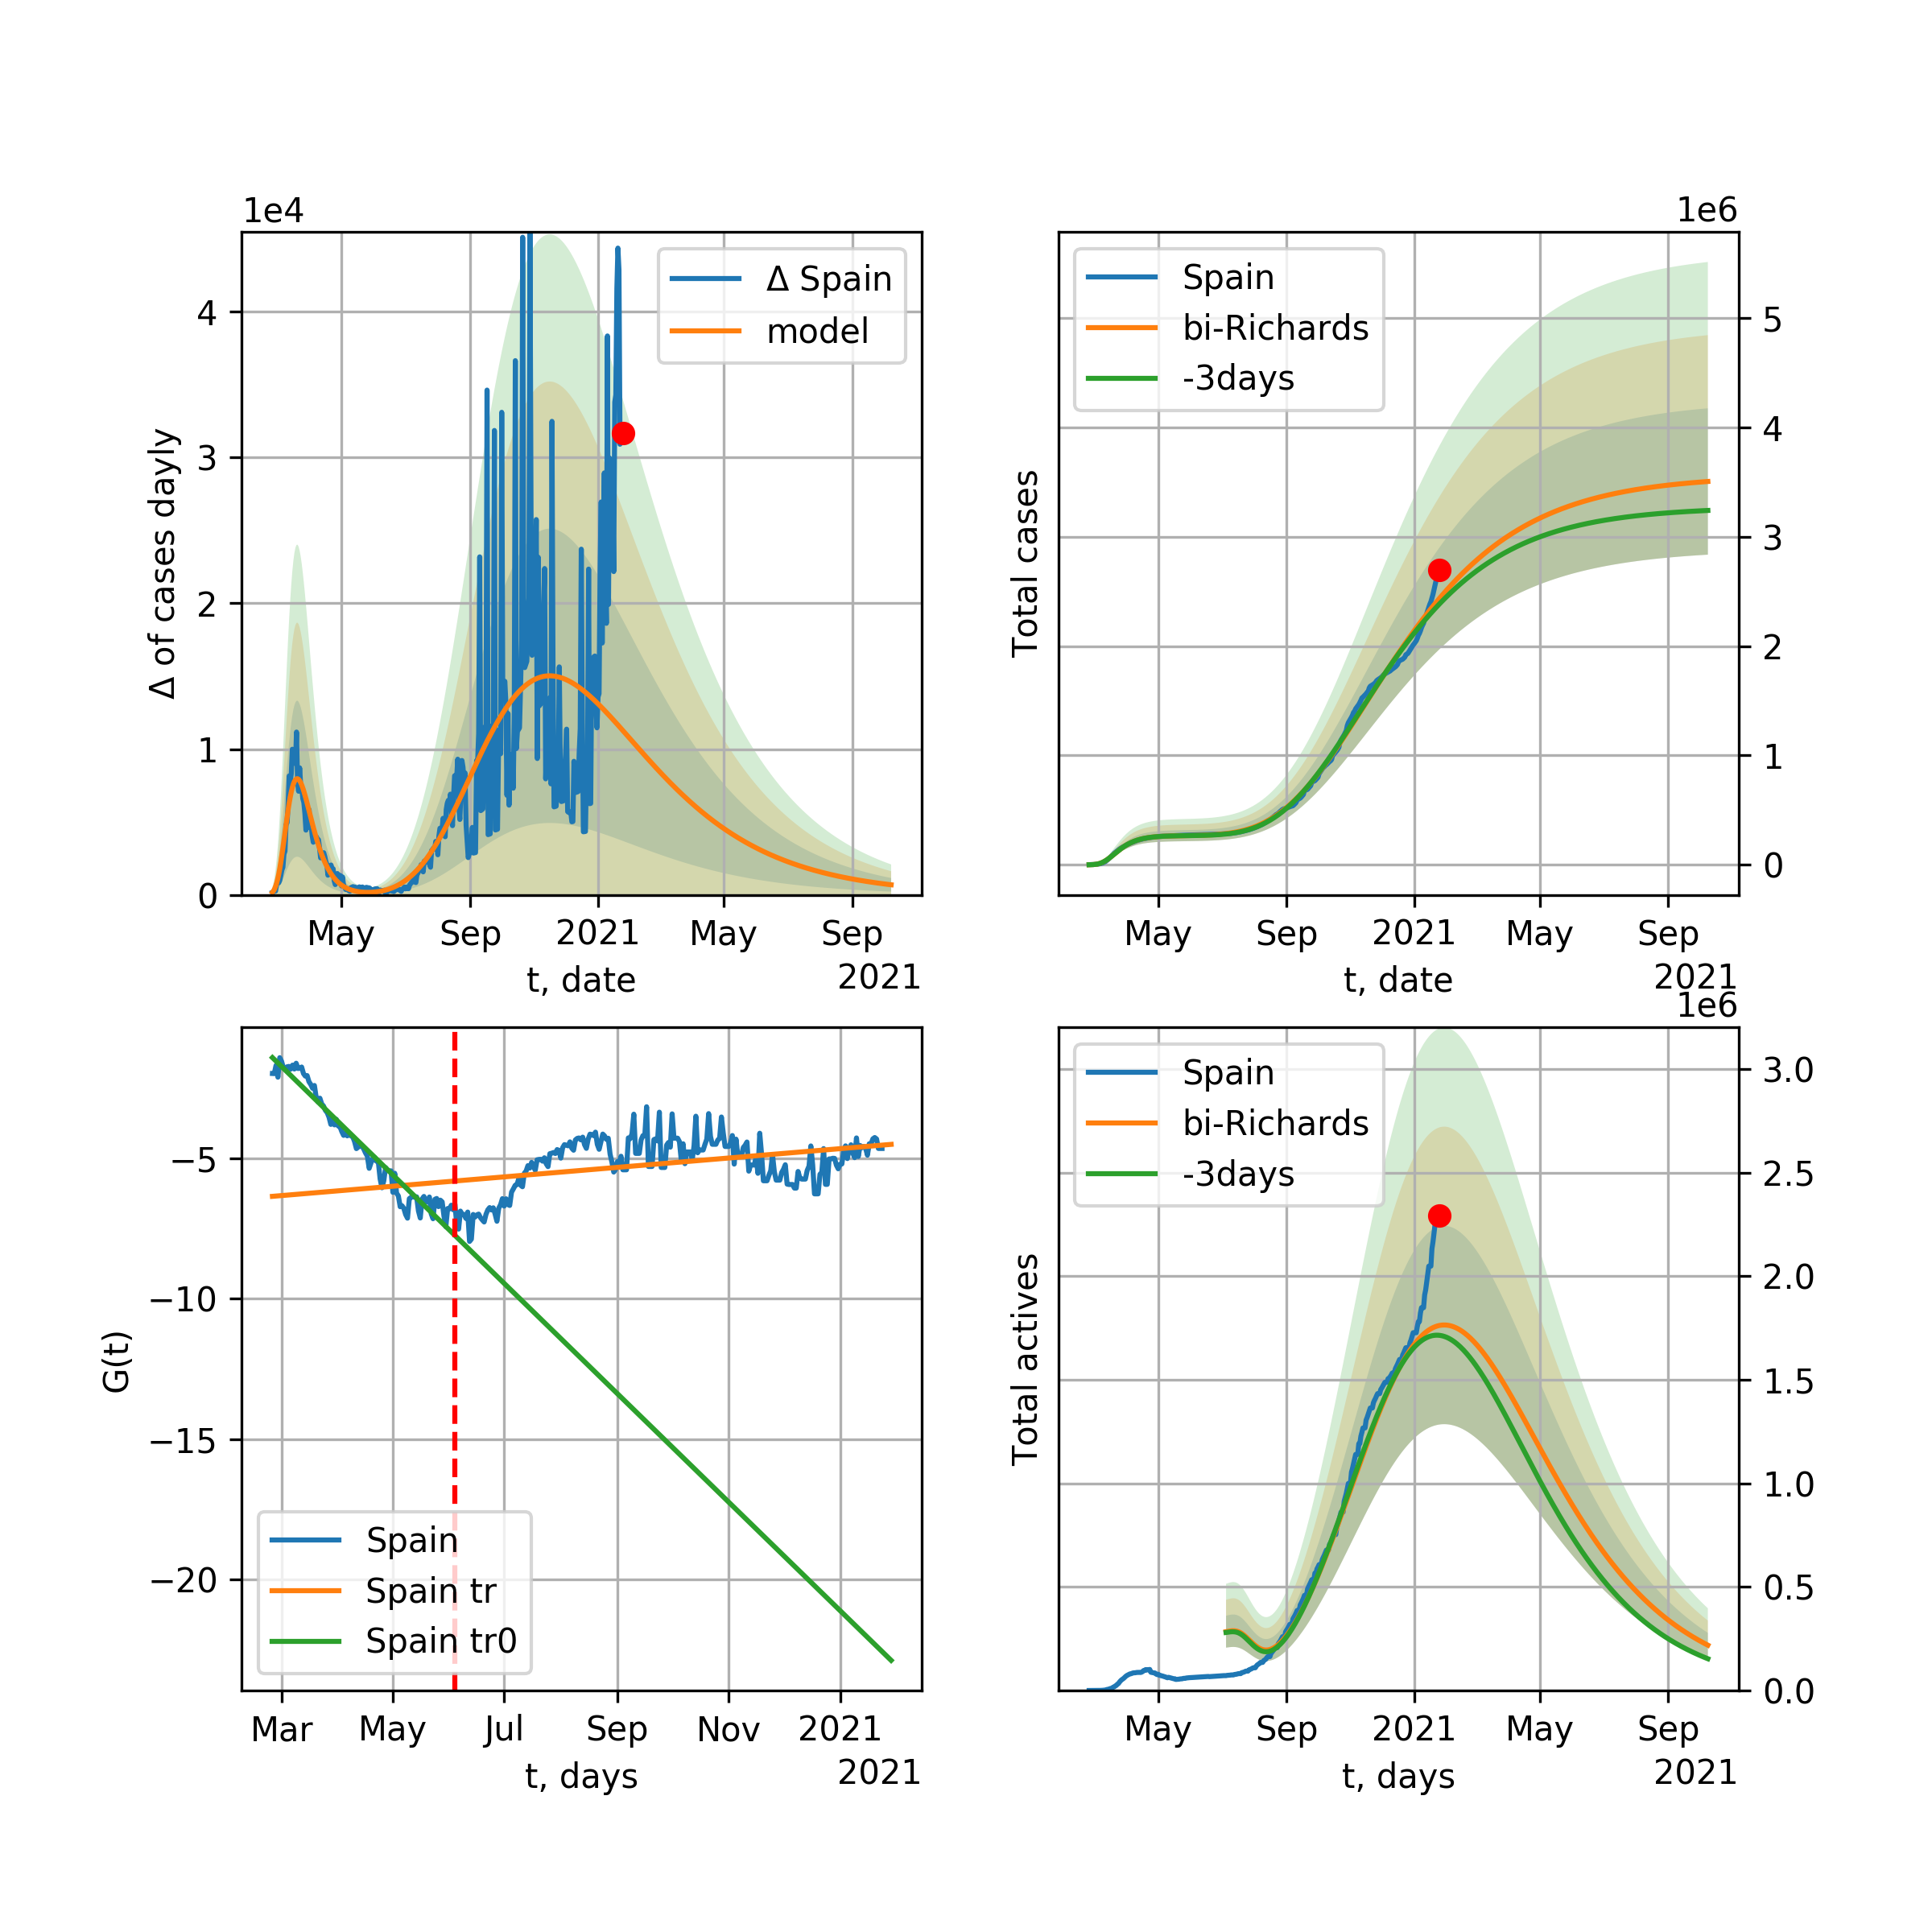 1e4
Δ of cases dayly
4
3
2
1
0
Δ Spain
model
May
Sep
2021
May
Sep
t, date
2021
1e6
Total cases
Spain
bi-Richards
-3days
5
4
3
2
1
0
May
Sep
2021
May
Sep
t, date
2021
G(t)
−5
−10
−15
−20
Spain
Spain tr
Spain tr0
Mar
May
Jul
Sep
Nov
2021
t, days
2021
1e6
Total actives
Spain
bi-Richards
-3days
3.0
2.5
2.0
1.5
1.0
0.5
0.0
May
Sep
2021
May
Sep
t, days
2021